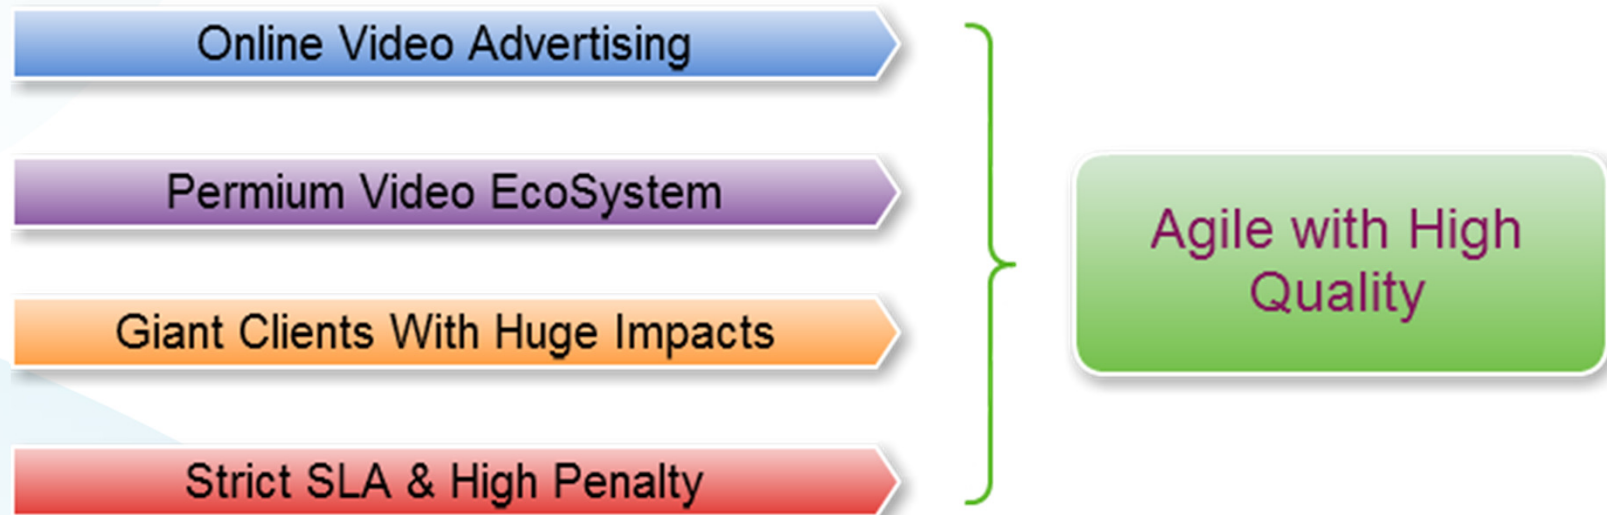 Online Video Advertising
Permium Video EcoSystem
Giant Clients With Huge Impacts
Strict SLA & High Penalty
Agile with High
Quality